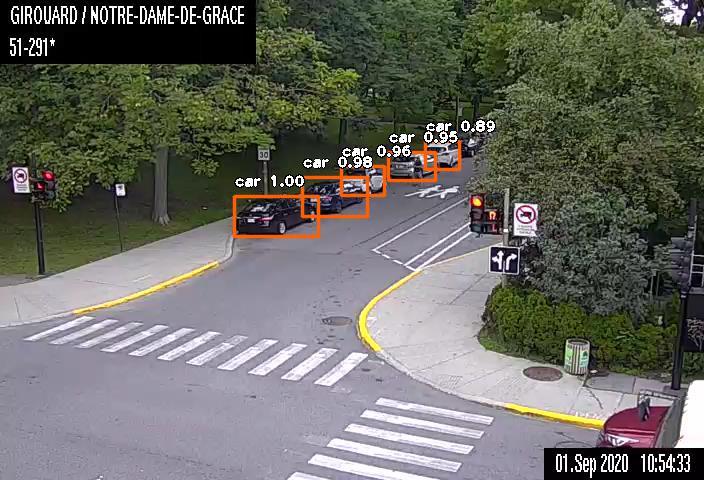 GIROUARD / NOTRE-DAME-DE-GRACE
51-291*
car 0.89
car 0.95
car 0.96
car 0.98
car 1.00
30
01.Sep 2020 10:54:33